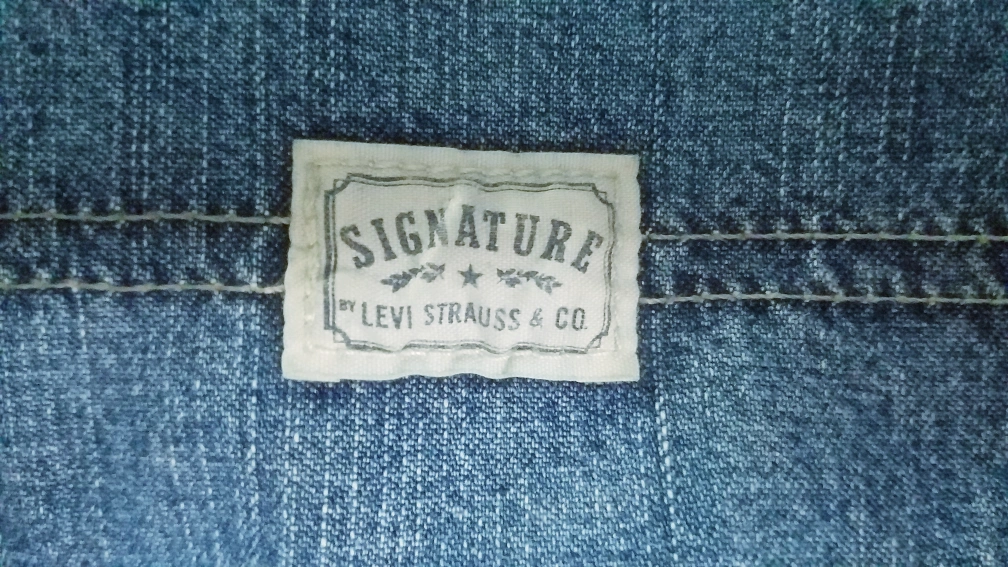 SIGNATURE
BY LEVI STRAUSS & CO.